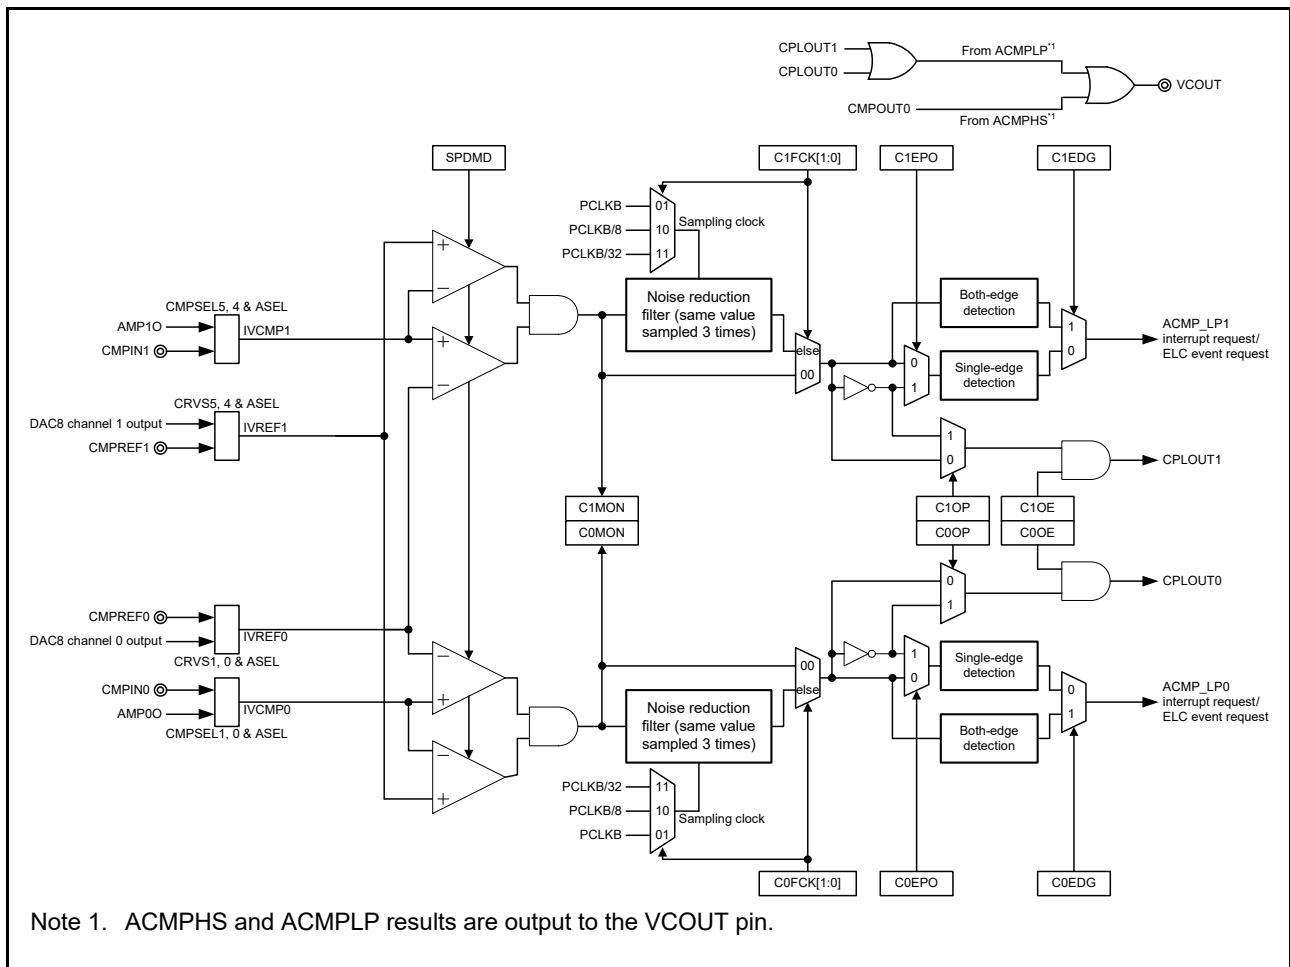 CPLOUT1
From ACMPLP*1
CPLOUT0
VCOUT
CMPOUT0
From ACMPHS*1
SPDMD
C1FCK[1:0]
C1EPO
C1EDG
PCLKB
01
Sampling clock
PCLKB/8
10
PCLKB/32
11
+
−
Noise reduction
filter (same value
sampled 3 times)
Both-edge
detection
CMPSEL5, 4 & ASEL
AMP1O
IVCMP1
CMPIN1
+
−
else
00
0
1
Single-edge
detection
1
0
ACMP_LP1
interrupt request/
ELC event request
CRVS5, 4 & ASEL
DAC8 channel 1 output
IVREF1
CMPREF1
1
0
CPLOUT1
C1MON
C0MON
C1OP
C0OP
C1OE
C0OE
0
1
CPLOUT0
CMPREF0
IVREF0
DAC8 channel 0 output
CRVS1, 0 & ASEL
CMPIN0
IVCMP0
AMP0O
CMPSEL1, 0 & ASEL
−
+
00
else
1
0
Single-edge
detection
0
1
ACMP_LP0
interrupt request/
ELC event request
−
+
Noise reduction
filter (same value
sampled 3 times)
Both-edge
detection
PCLKB/32
11
PCLKB/8
10
Sampling clock
PCLKB
01
C0FCK[1:0]
C0EPO
C0EDG
Note 1. ACMPHS and ACMPLP results are output to the VCOUT pin.